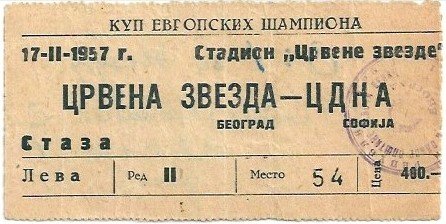 КУП ЕВРОПСКИХ ШАМПИОНА
17-II-1957 г. Стадион „Црвене звезде
ЦРВЕНА ЗВЕЗДА—ЦДНА
БЕОГРАД СОФИЈА
Стаза
Лева Ред II Место 54 Цена 400.—